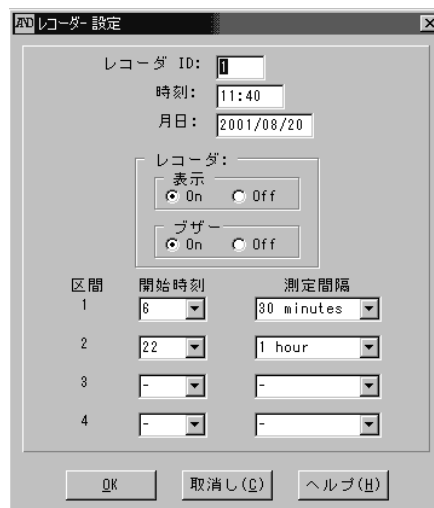 AND レコーダー 設定
レコーダ ID: 1
時刻: 11:40
月日: 2001/08/20
レコーダ:
表示
On Off
ブザー
On Off
区間 開始時刻 測定間隔
1 6 30 minutes
2 22 1 hour
3 - -
4 - -
OK 取消し(C) ヘルプ(H)